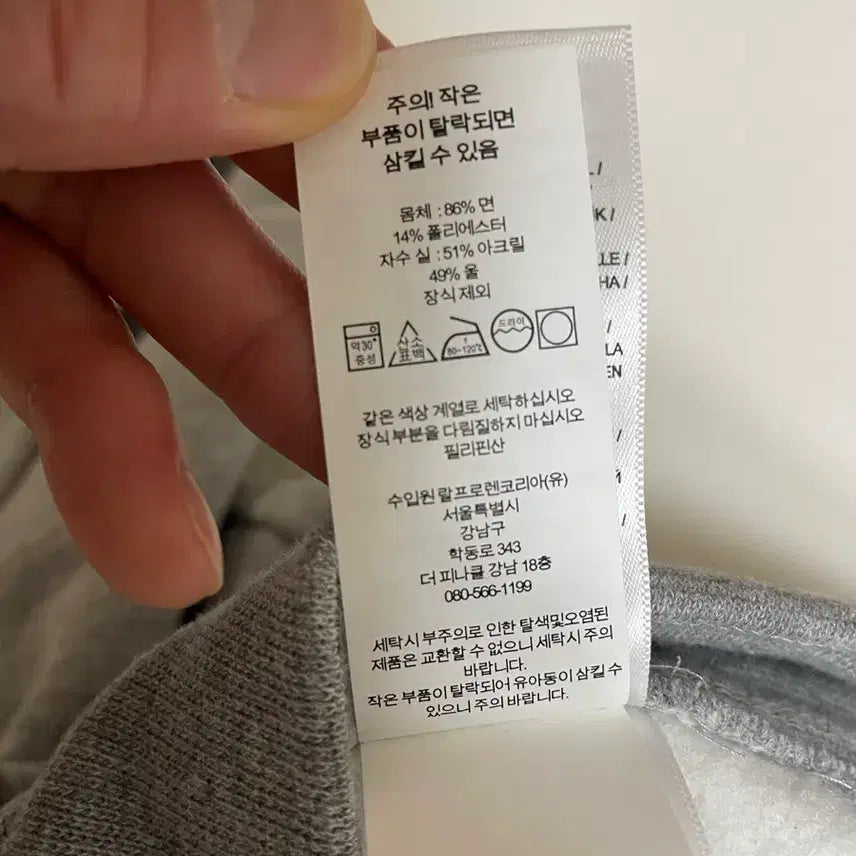 주의! 작은
부품이 탈락되면
삼킬 수 있음
몸체 : 86% 면
14% 폴리에스터
자수 실 : 51% 아크릴
49% 울
장식 제외
약30°
중성
산소
표백
1
80~120℃
드라이
같은 색상 계열로 세탁하십시오
장식 부분을 다림질하지 마십시오
필리핀산
수입원 랄프로렌코리아(유)
서울특별시
강남구
학동로 343
더 피나클 강남 18층
080-566-1199
세탁시 부주의로 인한 탈색및오염된
제품은 교환할 수 없으니 세탁시 주의
바랍니다.
작은 부품이 탈락되어 유아동이 삼킬 수
있으니 주의 바랍니다.
K/
LLE/
HA/
/
LA
EN
/
/